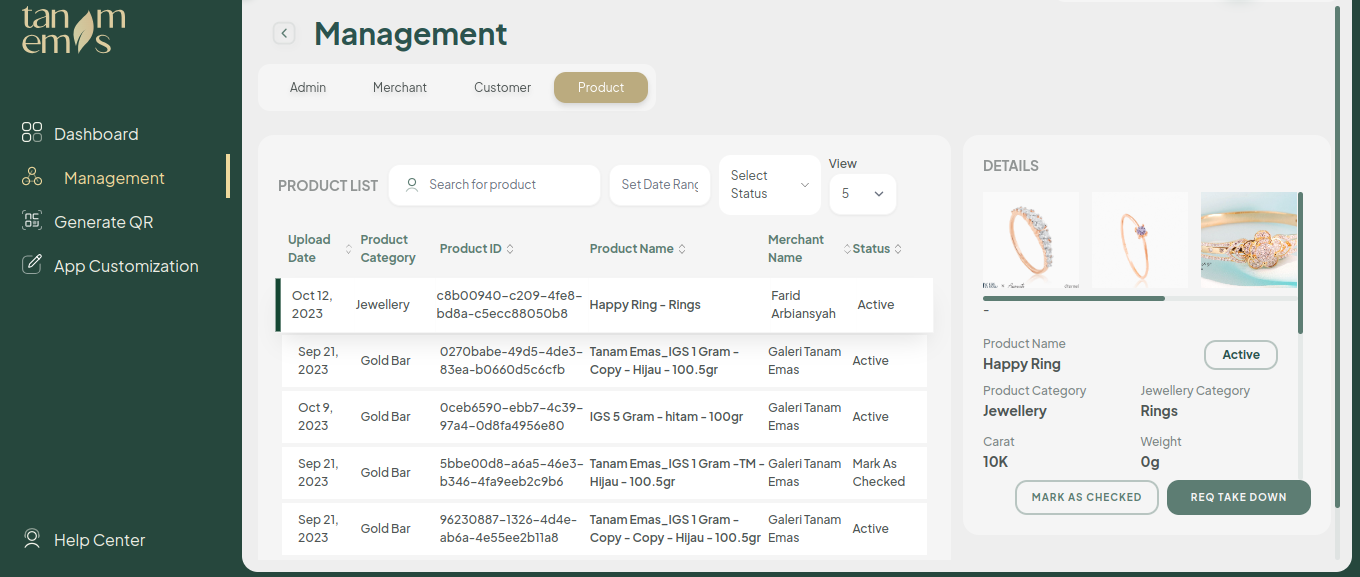 tanam
emas
Management
Admin Merchant Customer Product
Dashboard
Management
Generate QR
App Customization
Help Center
PRODUCT LIST
Search for product
Set Date Rang
Select
Status
View
5
Upload
Date
Product
Category
Product ID
Product Name
Merchant
Name
Status
Oct 12,
2023
Jewellery
c8b00940-c209-4fe8-
bd8a-c5ecc88050b8
Happy Ring - Rings
Farid
Arbiansyah
Active
Sep 21,
2023
Gold Bar
0270babe-49d5-4de3-
83ea-b0660d5c6cfb
Tanam Emas_IGS 1 Gram -
Copy - Hijau - 100.5gr
Galeri Tanam
Emas
Active
Oct 9,
2023
Gold Bar
0ceb6590-ebb7-4c39-
97a4-0d8fa4956e80
IGS 5 Gram - hitam - 100gr
Galeri Tanam
Emas
Active
Sep 21,
2023
Gold Bar
5bbe00d8-a6a5-46e3-
b346-4fa9eeb2c9b6
Tanam Emas_IGS 1 Gram -TM -
Hijau - 100.5gr
Galeri Tanam
Emas
Mark As
Checked
Sep 21,
2023
Gold Bar
96230887-1326-4d4e-
ab6a-4e55ee2b11a8
Tanam Emas_IGS 1 Gram -
Copy - Copy - Hijau - 100.5gr
Galeri Tanam
Emas
Active
DETAILS
-
Product Name
Happy Ring
Active
Product Category
Jewellery
Jewellery Category
Rings
Carat
10K
Weight
0g
MARK AS CHECKED
REQ TAKE DOWN